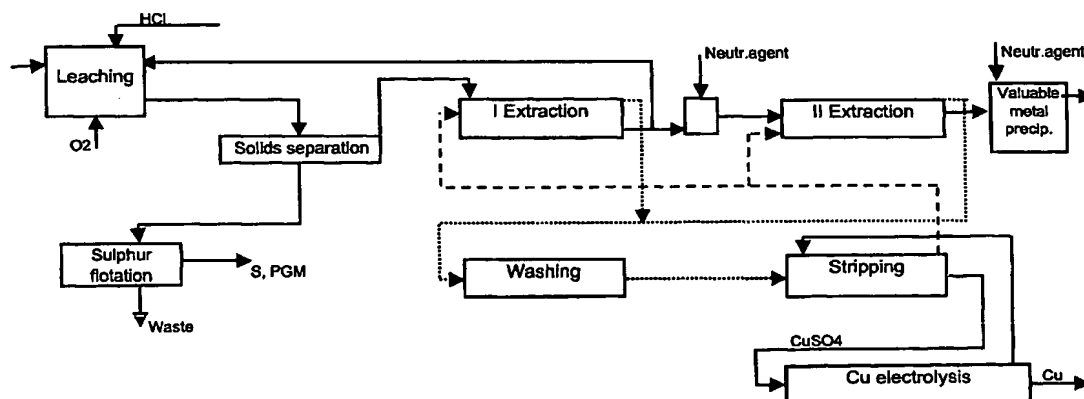 HCl
Leaching
O2
Solids separation
Sulphur
flotation
S, PGM
Waste
I Extraction
Neutr.agent
II Extraction
Neutr.agent
Valuable
metal
precip.
Washing
Stripping
CuSO4
Cu electrolysis
Cu